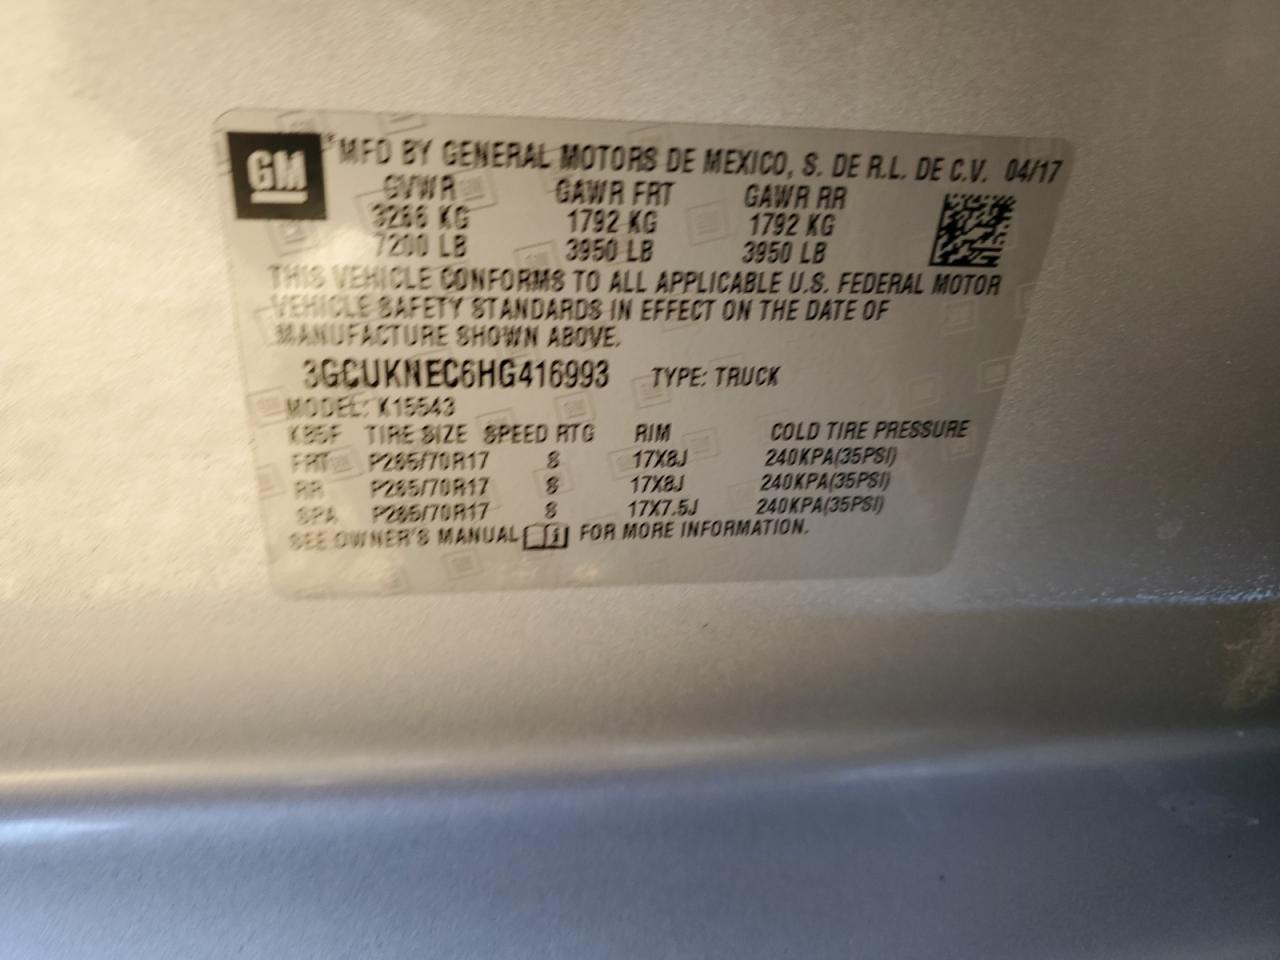 GM
*MFD BY GENERAL MOTORS DE MEXICO, S. DE R.L. DE C.V. 04/17
GVWR GAWR FRT GAWR RR
3266 KG 1792 KG 1792 KG
7200 LB 3950 LB 3950 LB
THIS VEHICLE CONFORMS TO ALL APPLICABLE U.S. FEDERAL MOTOR
VEHICLE SAFETY STANDARDS IN EFFECT ON THE DATE OF
MANUFACTURE SHOWN ABOVE.
3GCUKNEC6HG416993 TYPE: TRUCK
MODEL: K15543
TIRE SIZE SPEED RTG RIM COLD TIRE PRESSURE
FRT P265/70R17 S 17X8J 240KPA(35PSI)
RR P265/70R17 S 17X8J 240KPA(35PSI)
SPA P265/70R17 S 17X7.5J 240KPA(35PSI)
SEE OWNER'S MANUAL FOR MORE INFORMATION.